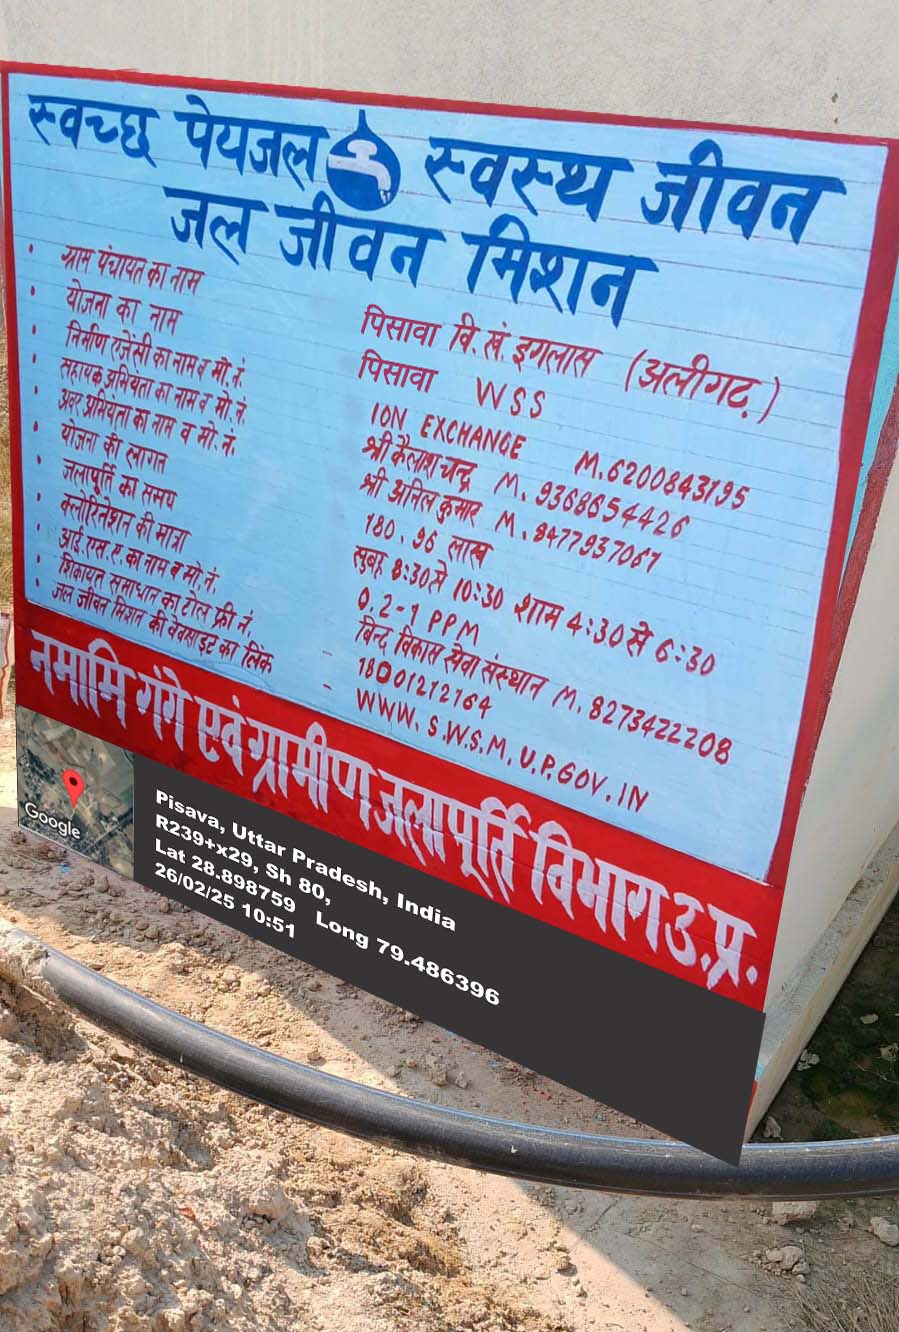 स्वच्छ पेयजल स्वस्थ जीवन
जल जीवन मिशन
• ग्राम पंचायत का नाम पिसावा वि.खं. इगलास (अलीगढ़)
• योजना का नाम पिसावा WSS
• निर्माण एजेंसी का नाम व मो.नं. ION EXCHANGE M.6200843195
• सहायक अभियंता का नाम व मो.नं. श्री कैलाश चन्द्र M. 9368654426
• अवर अभियंता का नाम व मो.नं. श्री अनिल कुमार M.9477937067
• योजना की लागत 180.96 लाख
• जलापूर्ति का समय सुबह 8:30 से 10:30 शाम 4:30 से 6:30
• क्लोरिनेशन की मात्रा 0.2-1 PPM
• आई.एस.ए. का नाम व मो.नं. बिन्द विकास सेवा संस्थान M.8273422208
• शिकायत समाधान का टोल फ्री नं. - 18001212164
• जल जीवन मिशन की वेबसाइट का लिंक - WWW.S.W.S.M.U.P.GOV.IN
नमामि गंगे एवं ग्रामीण जलापूर्ति विभाग उ.प्र.
Google
Pisava, Uttar Pradesh, India
R239+x29, Sh 80,
Lat 28.898759 Long 79.486396
26/02/25 10:51